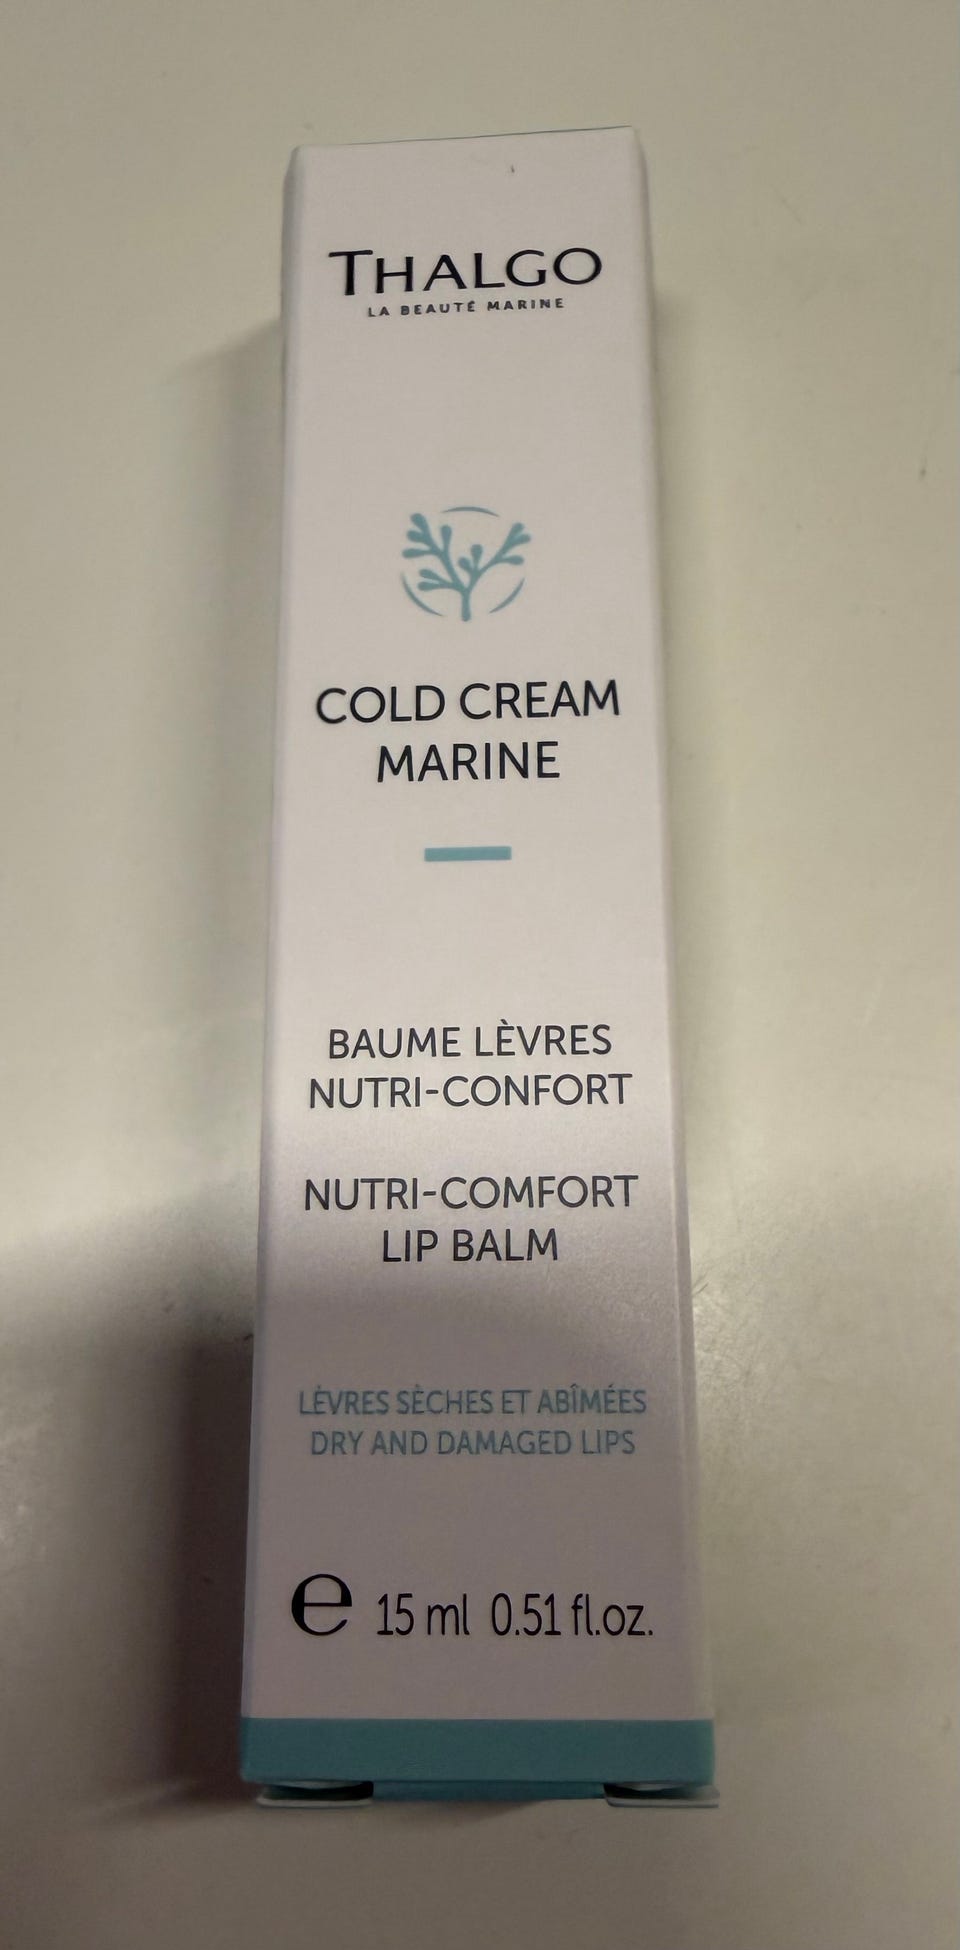 THALGO
LA BEAUTÉ MARINE
COLD CREAM
MARINE
BAUME LÈVRES
NUTRI-CONFORT
NUTRI-COMFORT
LIP BALM
LÈVRES SÈCHES ET ABÎMÉES
DRY AND DAMAGED LIPS
℮ 15 ml 0.51 fl.oz.